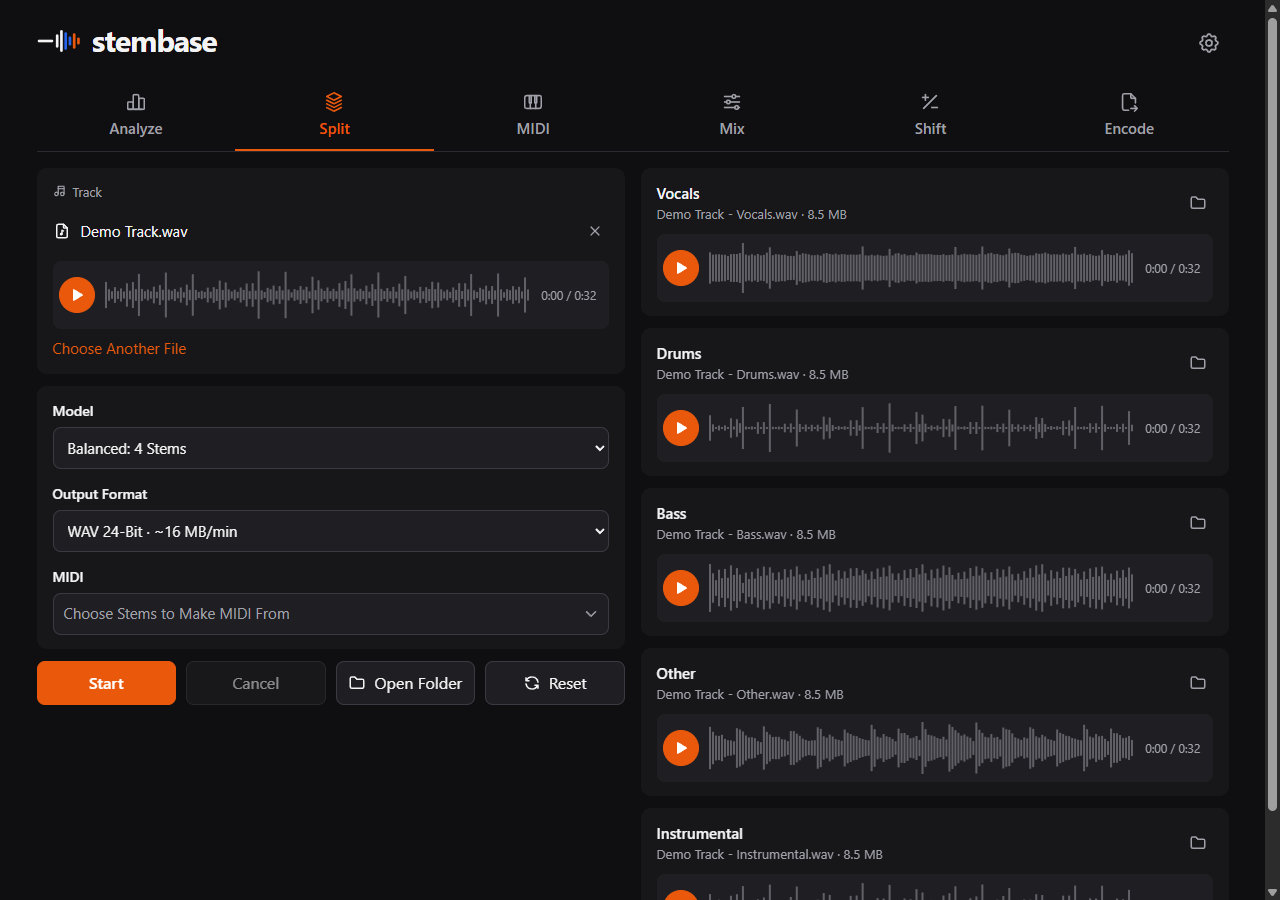 stembase
Analyze
Split
MIDI
Mix
Shift
Encode
Track
Demo Track.wav
0:00 / 0:32
Choose Another File
Model
Balanced: 4 Stems
Output Format
WAV 24-Bit · ~16 MB/min
MIDI
Choose Stems to Make MIDI From
Start
Cancel
Open Folder
Reset
Vocals
Demo Track - Vocals.wav · 8.5 MB
0:00 / 0:32
Drums
Demo Track - Drums.wav · 8.5 MB
0:00 / 0:32
Bass
Demo Track - Bass.wav · 8.5 MB
0:00 / 0:32
Other
Demo Track - Other.wav · 8.5 MB
0:00 / 0:32
Instrumental
Demo Track - Instrumental.wav · 8.5 MB